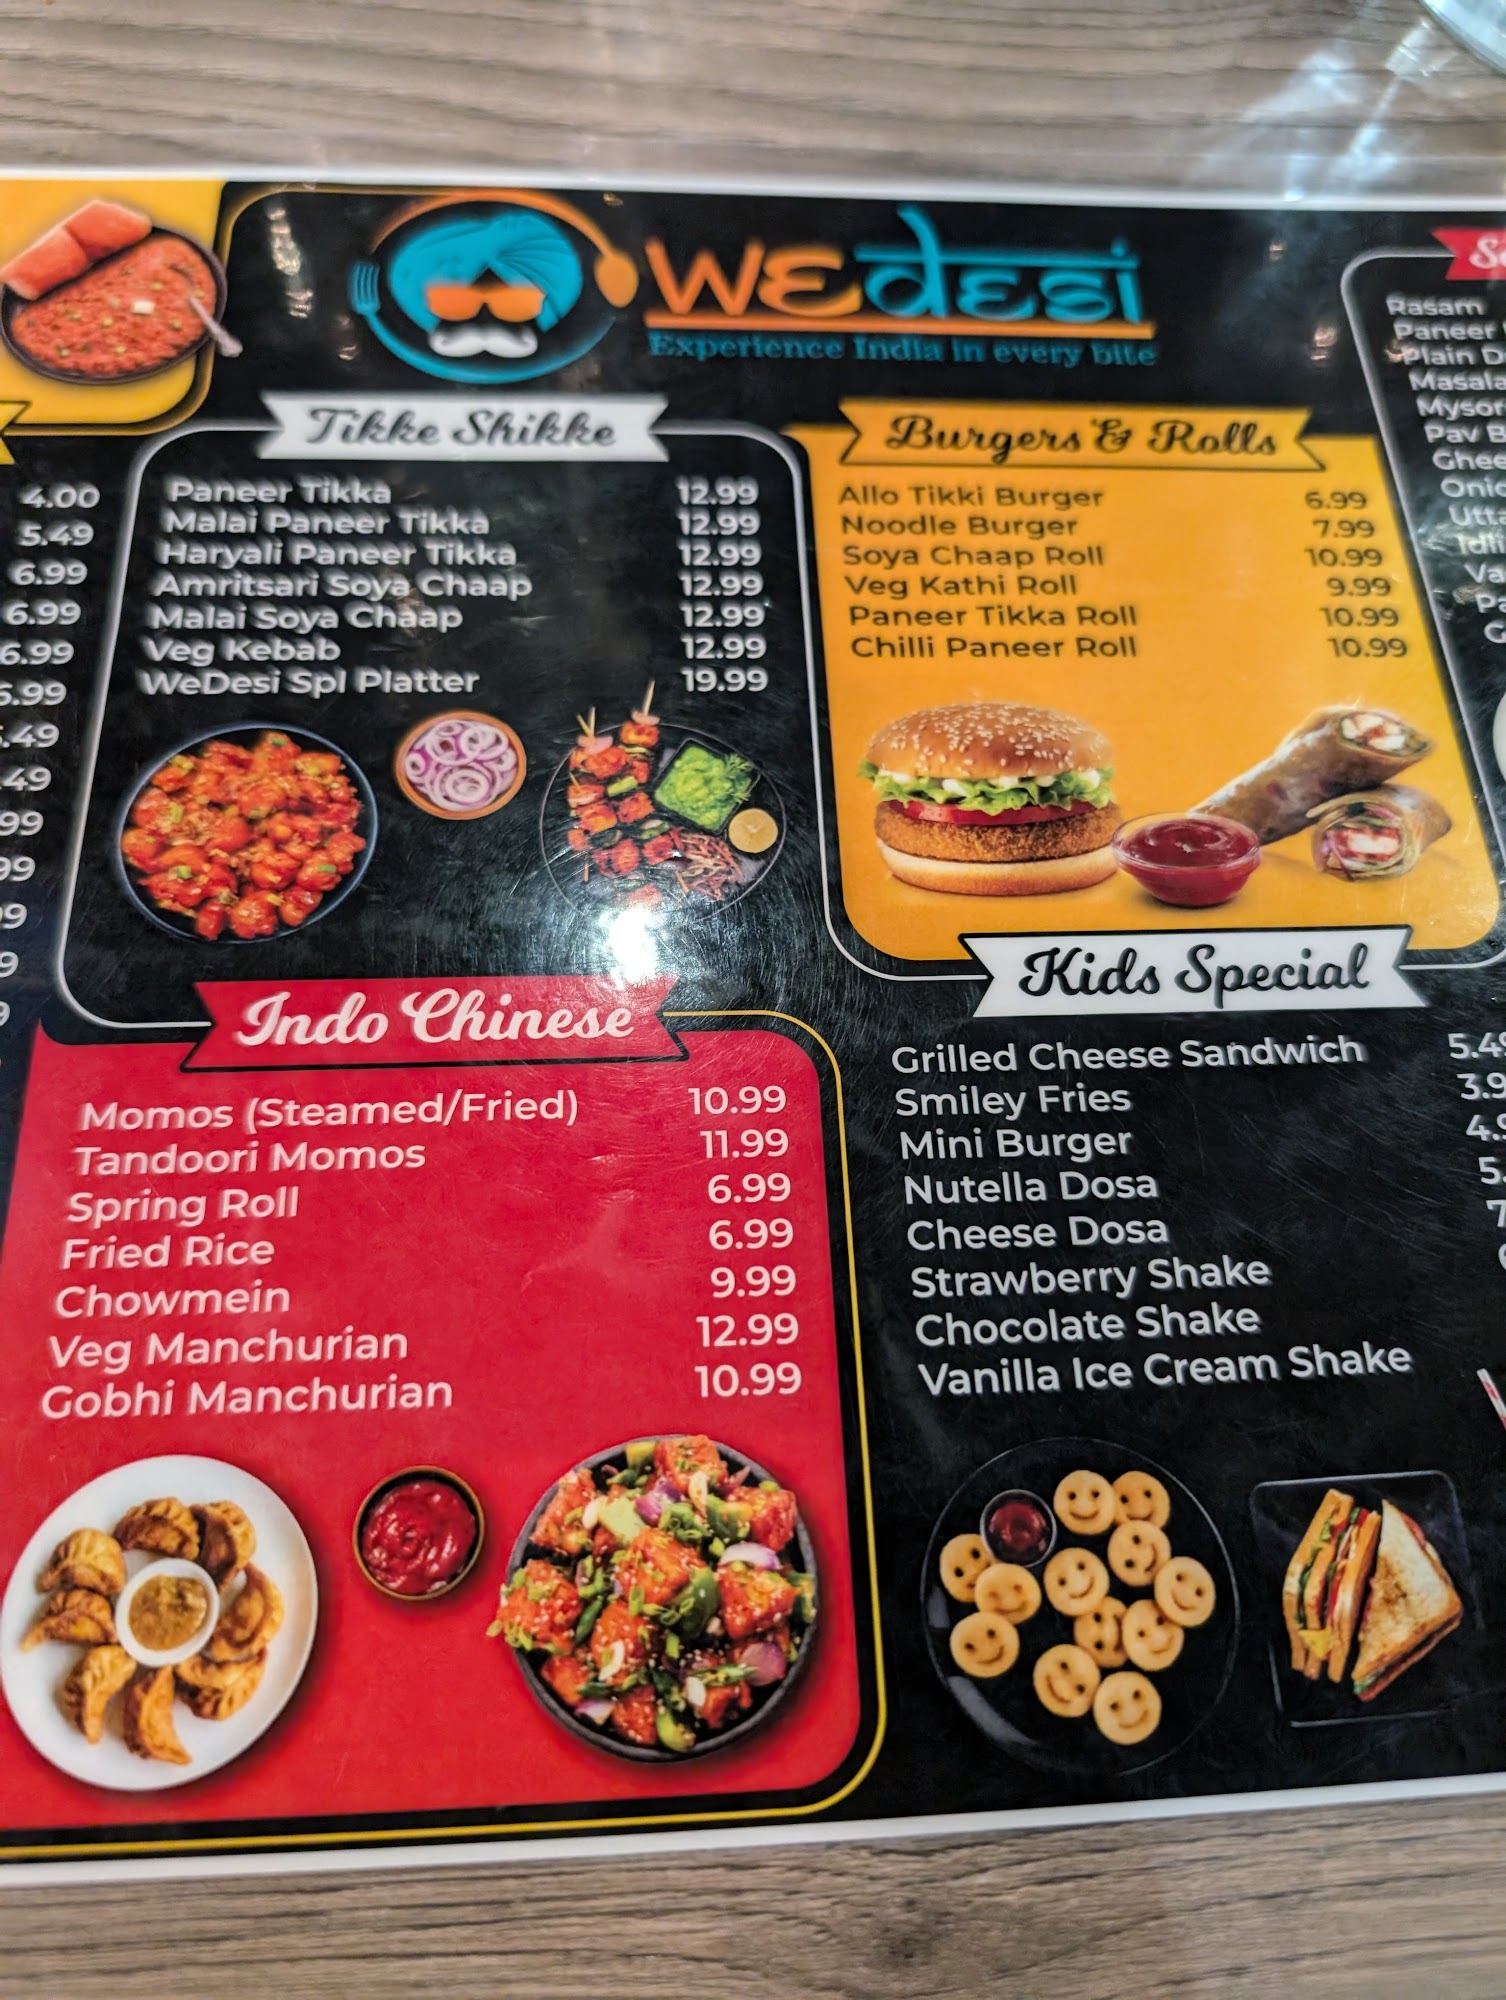 WEDESI
Experience India in every bite
4.00
5.49
6.99
6.99
6.99
Tikke Shikke
Paneer Tikka 12.99
Malai Paneer Tikka 12.99
Haryali Paneer Tikka 12.99
Amritsari Soya Chaap 12.99
Malai Soya Chaap 12.99
Veg Kebab 12.99
WeDesi Spl Platter 19.99
Burgers & Rolls
Allo Tikki Burger 6.99
Noodle Burger 7.99
Soya Chaap Roll 10.99
Veg Kathi Roll 9.99
Paneer Tikka Roll 10.99
Chilli Paneer Roll 10.99
Indo Chinese
Momos (Steamed/Fried) 10.99
Tandoori Momos 11.99
Spring Roll 6.99
Fried Rice 6.99
Chowmein 9.99
Veg Manchurian 12.99
Gobhi Manchurian 10.99
Kids Special
Grilled Cheese Sandwich
Smiley Fries
Mini Burger
Nutella Dosa
Cheese Dosa
Strawberry Shake
Chocolate Shake
Vanilla Ice Cream Shake
Rasam
Paneer
Plain
Masala